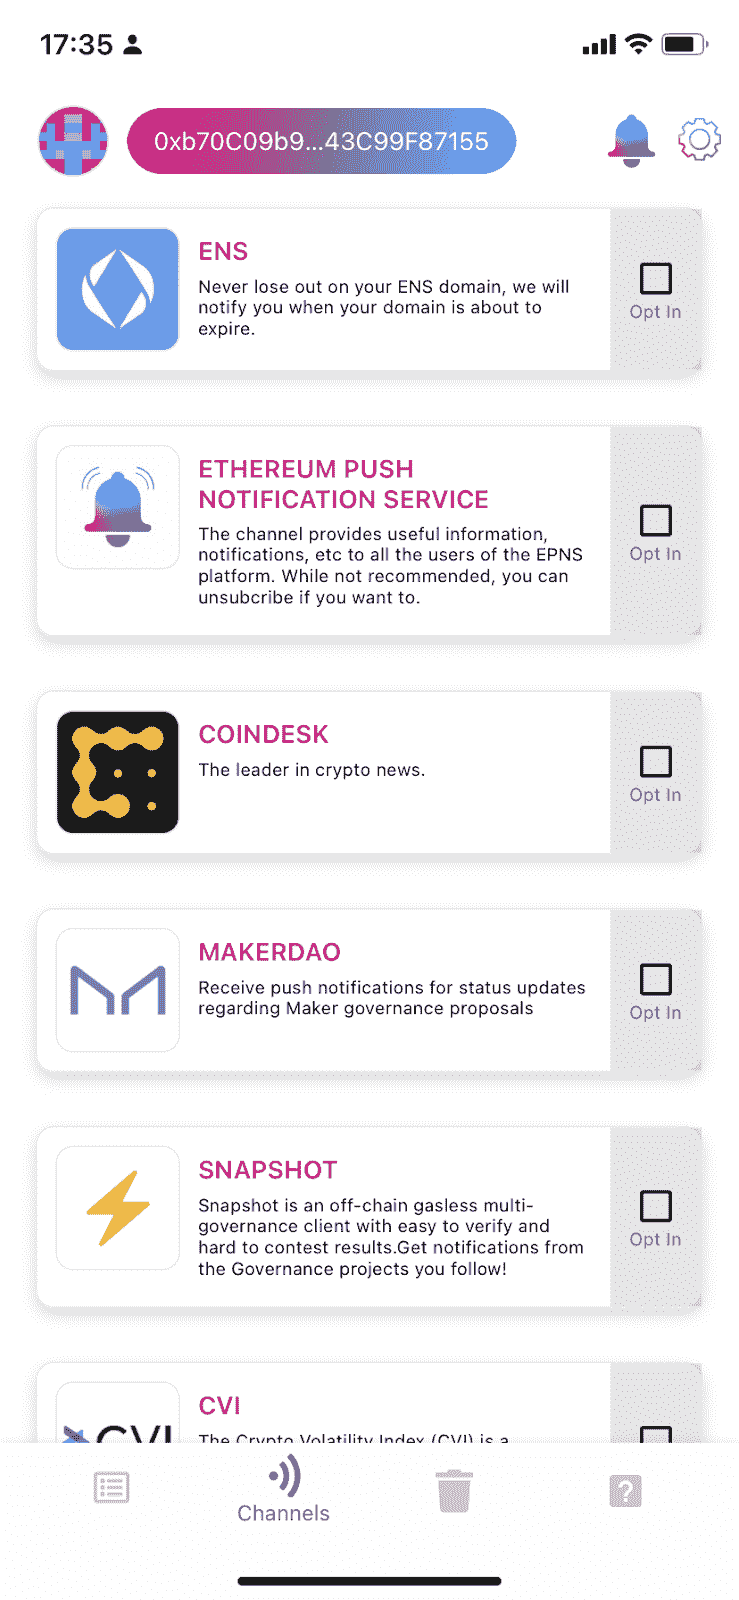 17:35
0xb70C09b9...43C99F87155
ENS
Never lose out on your ENS domain, we will
notify you when your domain is about to
expire.
Opt In
ETHEREUM PUSH
NOTIFICATION SERVICE
The channel provides useful information,
notifications, etc to all the users of the EPNS
platform. While not recommended, you can
unsubcribe if you want to.
Opt In
COINDESK
The leader in crypto news.
Opt In
MAKERDAO
Receive push notifications for status updates
regarding Maker governance proposals
Opt In
SNAPSHOT
Snapshot is an off-chain gasless multi-
governance client with easy to verify and
hard to contest results.Get notifications from
the Governance projects you follow!
Opt In
CVI
CVI
The Crypto Volatility Index (CVI) is a
Channels